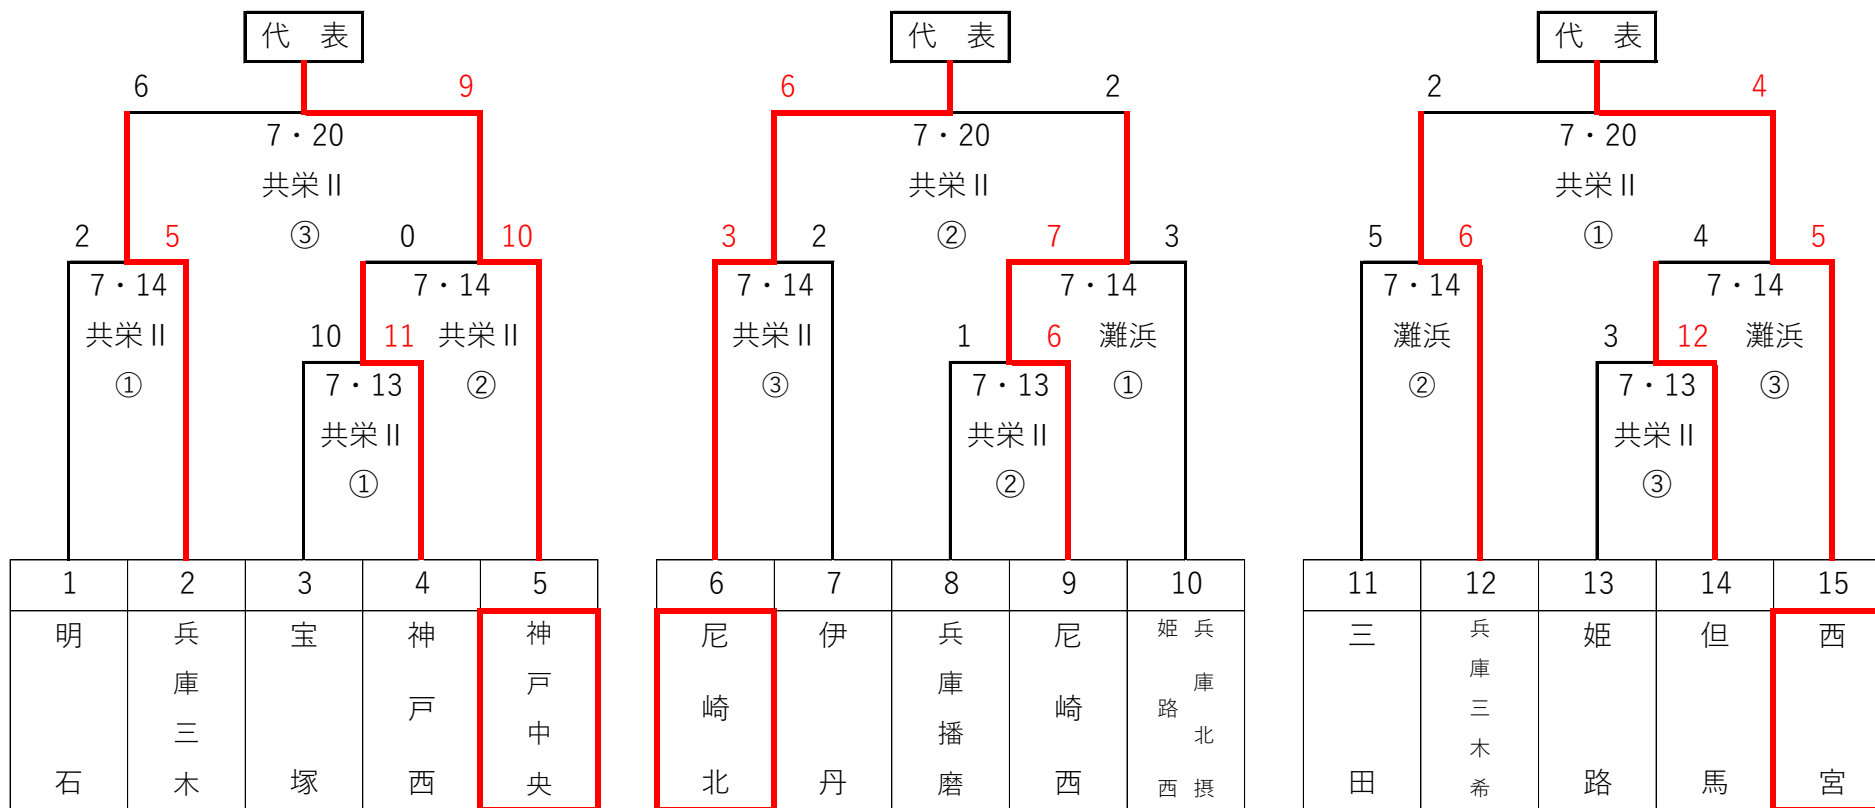 代 表
代 表
代 表
6 9
6 2
2 4
7・20
7・20
7・20
共栄Ⅱ
共栄Ⅱ
共栄Ⅱ
③
②
①
2 5
0 10
3 2
7 3
5 6
4 5
7・14
7・14
7・14
7・14
7・14
7・14
共栄Ⅱ
10 11
共栄Ⅱ
共栄Ⅱ
1 6
灘浜
灘浜
3 12
灘浜
①
7・13
②
③
7・13
①
②
7・13
③
共栄Ⅱ
共栄Ⅱ
共栄Ⅱ
①
②
③
1 2 3 4 5
6 7 8 9 10
11 12 13 14 15
明石
兵庫三木
宝塚
神戸西
神戸中央
尼崎北
伊丹
兵庫播磨
尼崎西
兵庫北摂
姫路西
三田
兵庫三木希
姫路
但馬
西宮